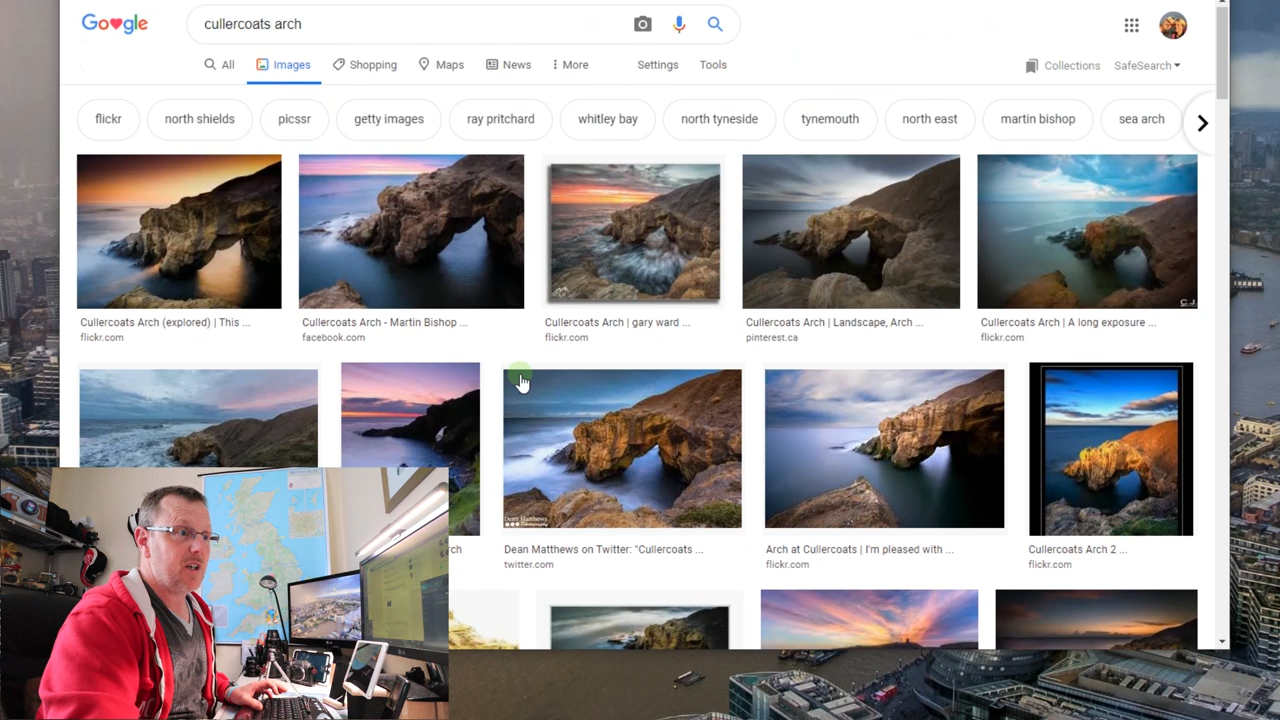 Google
cullercoats arch
All
Images
Shopping
Maps
News
More
Settings
Tools
Collections
SafeSearch
flickr
north shields
picssr
getty images
ray pritchard
whitley bay
north tyneside
tynemouth
north east
martin bishop
sea arch
C.J.
Cullercoats Arch (explored) | This ...
flickr.com
Cullercoats Arch - Martin Bishop ...
facebook.com
Cullercoats Arch | gary ward ...
flickr.com
Cullercoats Arch | Landscape, Arch ...
pinterest.ca
Cullercoats Arch | A long exposure ...
flickr.com
Dean Matthews
Photography
rch
Dean Matthews on Twitter: "Cullercoats ...
twitter.com
Arch at Cullercoats | I'm pleased with ...
flickr.com
Cullercoats Arch 2 ...
flickr.com